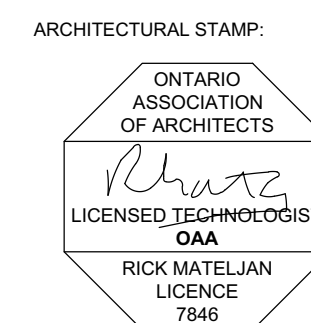 ARCHITECTURAL STAMP:
ONTARIO
ASSOCIATION
OF ARCHITECTS
LICENSED TECHNOLOGIS
OAA
RICK MATELJAN
LICENCE
7846